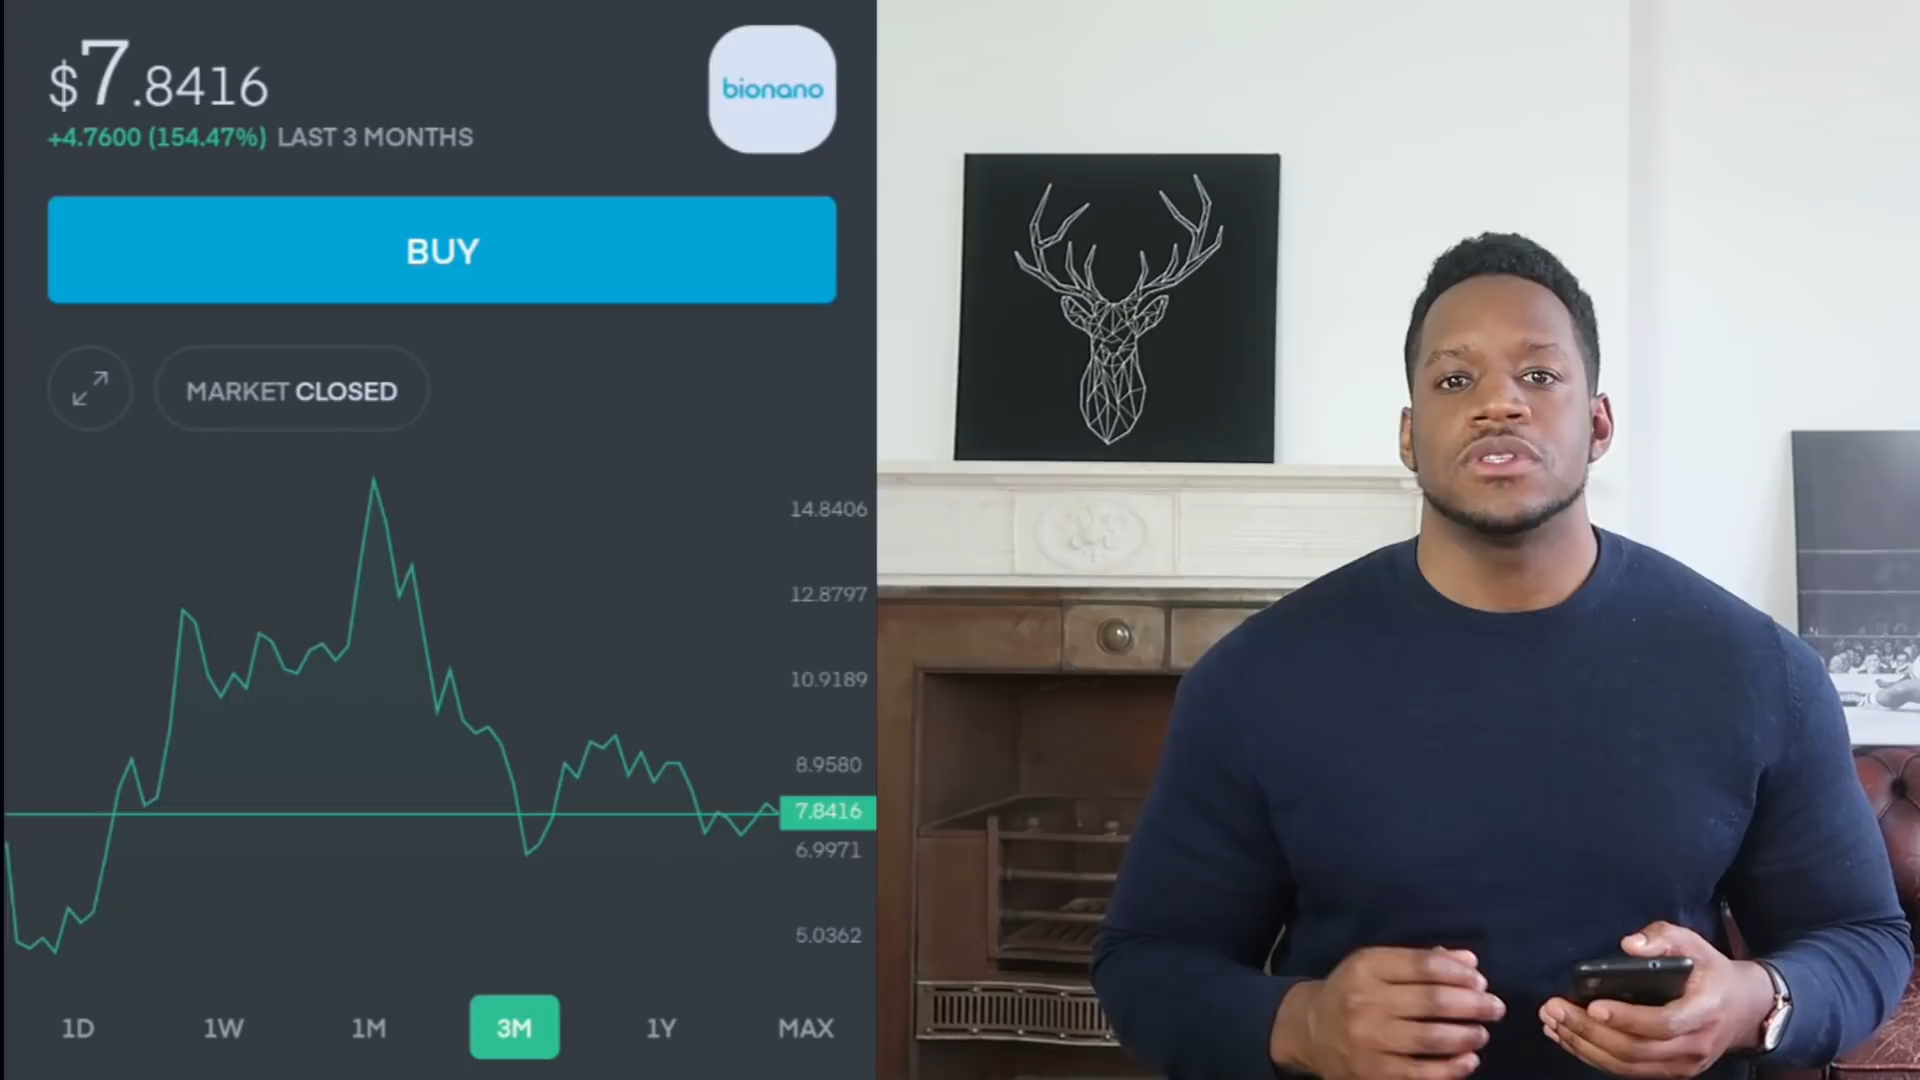 $7.8416
bionano
+4.7600 (154.47%) LAST 3 MONTHS
BUY
MARKET CLOSED
14.8406
12.8797
10.9189
8.9580
7.8416
6.9971
5.0362
1D 1W 1M 3M 1Y MAX